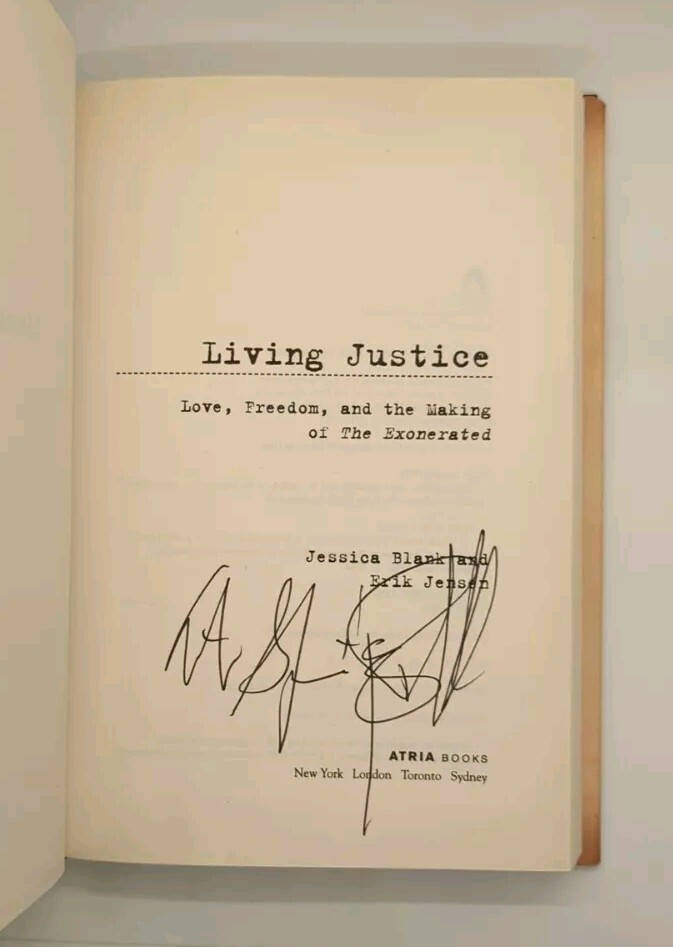 Living Justice
Love, Freedom, and the Making
of The Exonerated
Jessica Blank and
Erik Jensen
ATRIA BOOKS
New York London Toronto Sydney